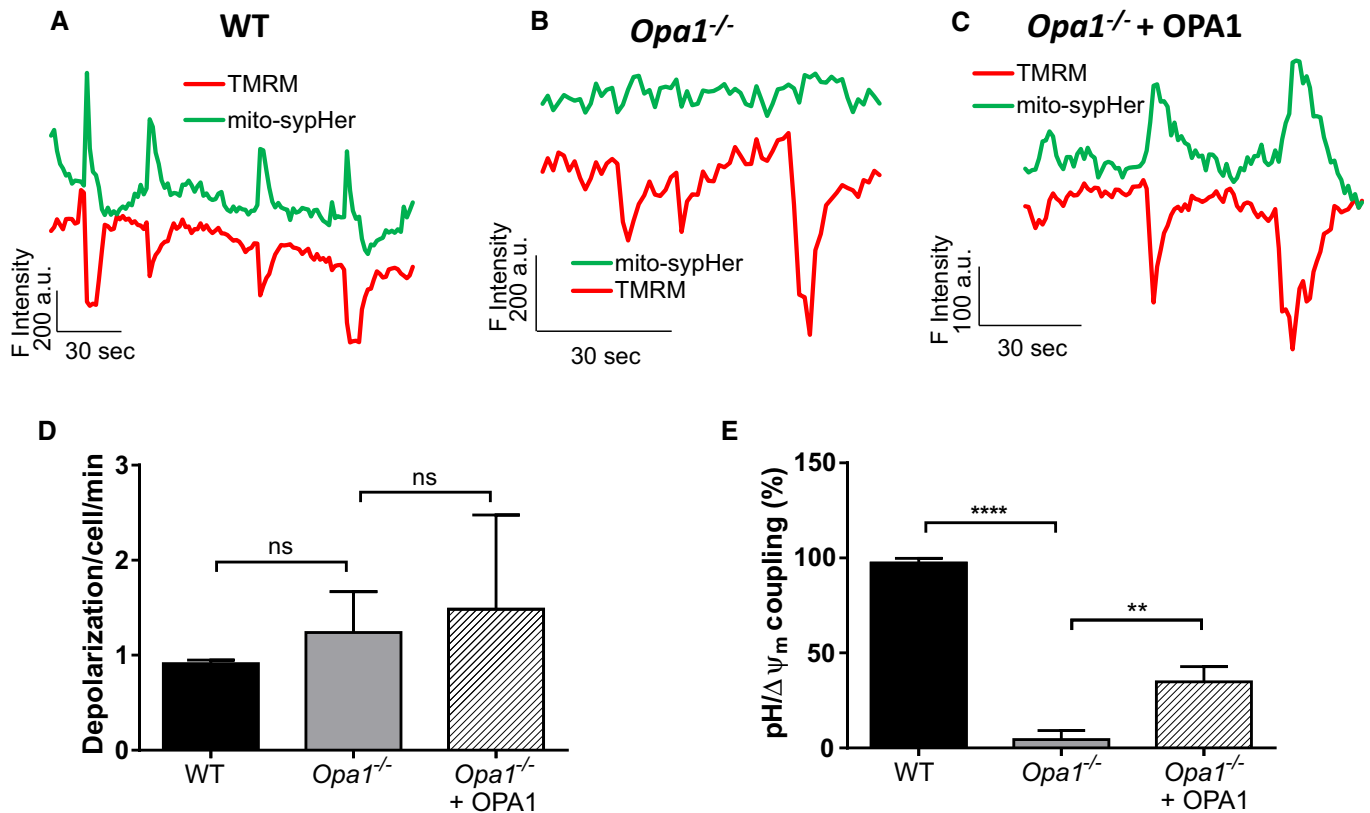 A
WT
TMRM
mito-sypHer
F Intensity
200 a.u.
30 sec
B
Opa1-/-
mito-sypHer
TMRM
F Intensity
200 a.u.
30 sec
C
Opa1-/- + OPA1
TMRM
mito-sypHer
F Intensity
100 a.u.
30 sec
D
Depolarization/cell/min
3
2
1
0
ns
ns
WT
Opa1-/-
Opa1-/-
+ OPA1
E
pH/Δ ψm coupling (%)
150
100
50
0
****
**
WT
Opa1-/-
Opa1-/-
+ OPA1